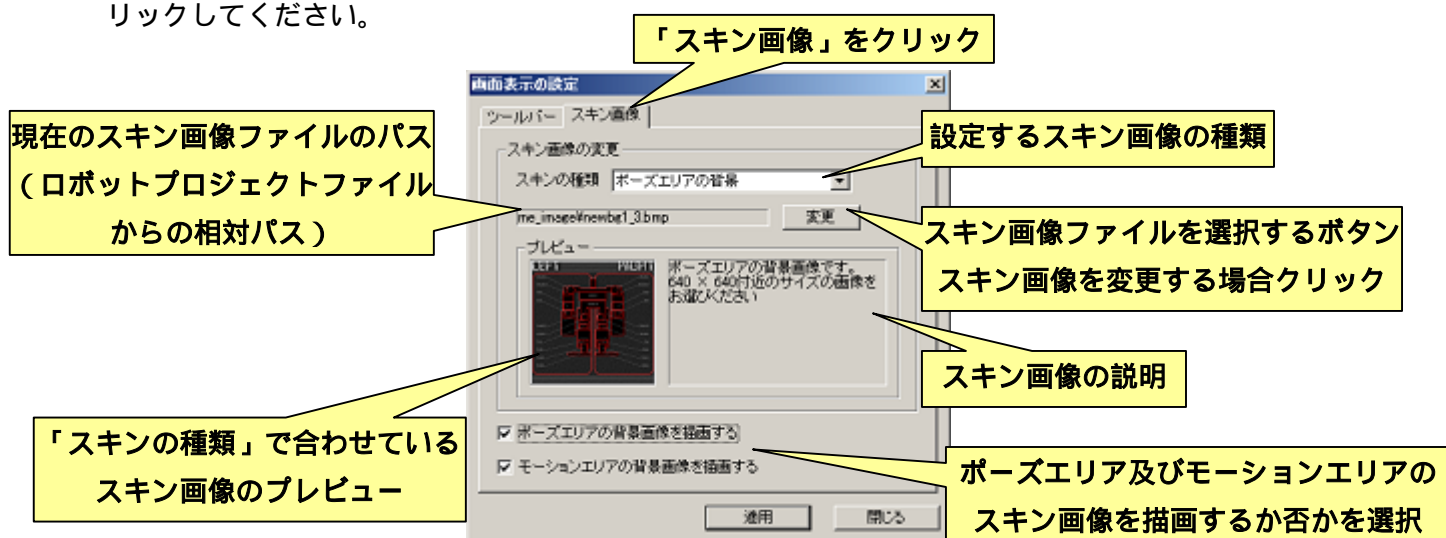 リックしてください。
「スキン画像」をクリック
画面表示の設定
ツールバー スキン画像
現在のスキン画像ファイルのパス
(ロボットプロジェクトファイル
からの相対パス)
設定するスキン画像の種類
スキン画像の変更
スキンの種類 ポーズエリアの背景
me_image¥newbg1_3.bmp 変更
スキン画像ファイルを選択するボタン
スキン画像を変更する場合クリック
プレビュー
ポーズエリアの背景画像です。
640 × 640付近のサイズの画像を
お選びください
スキン画像の説明
「スキンの種類」で合わせている
スキン画像のプレビュー
ポーズエリアの背景画像を描画する
モーションエリアの背景画像を描画する
ポーズエリア及びモーションエリアの
スキン画像を描画するか否かを選択
適用 閉じる